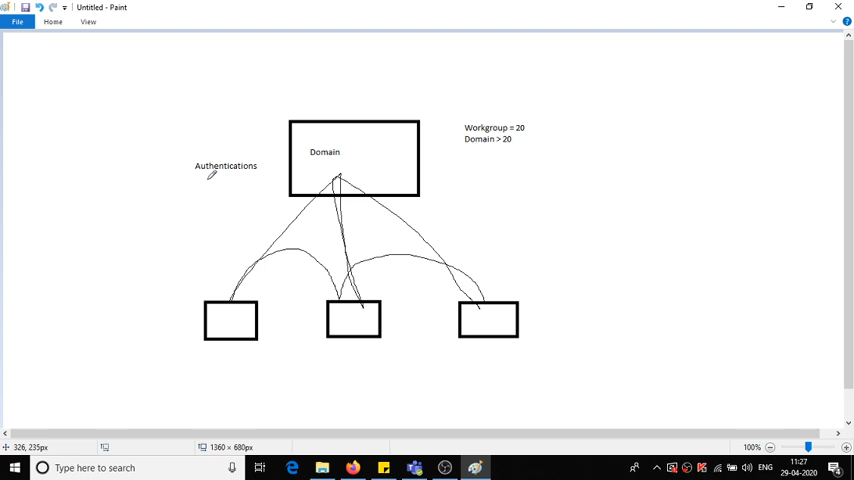 Untitled - Paint
File
Home
View
Workgroup = 20
Domain > 20
Domain
Authentications
326, 235px
1360 × 680px
100%
Type here to search
ENG
11:27
29-04-2020
4